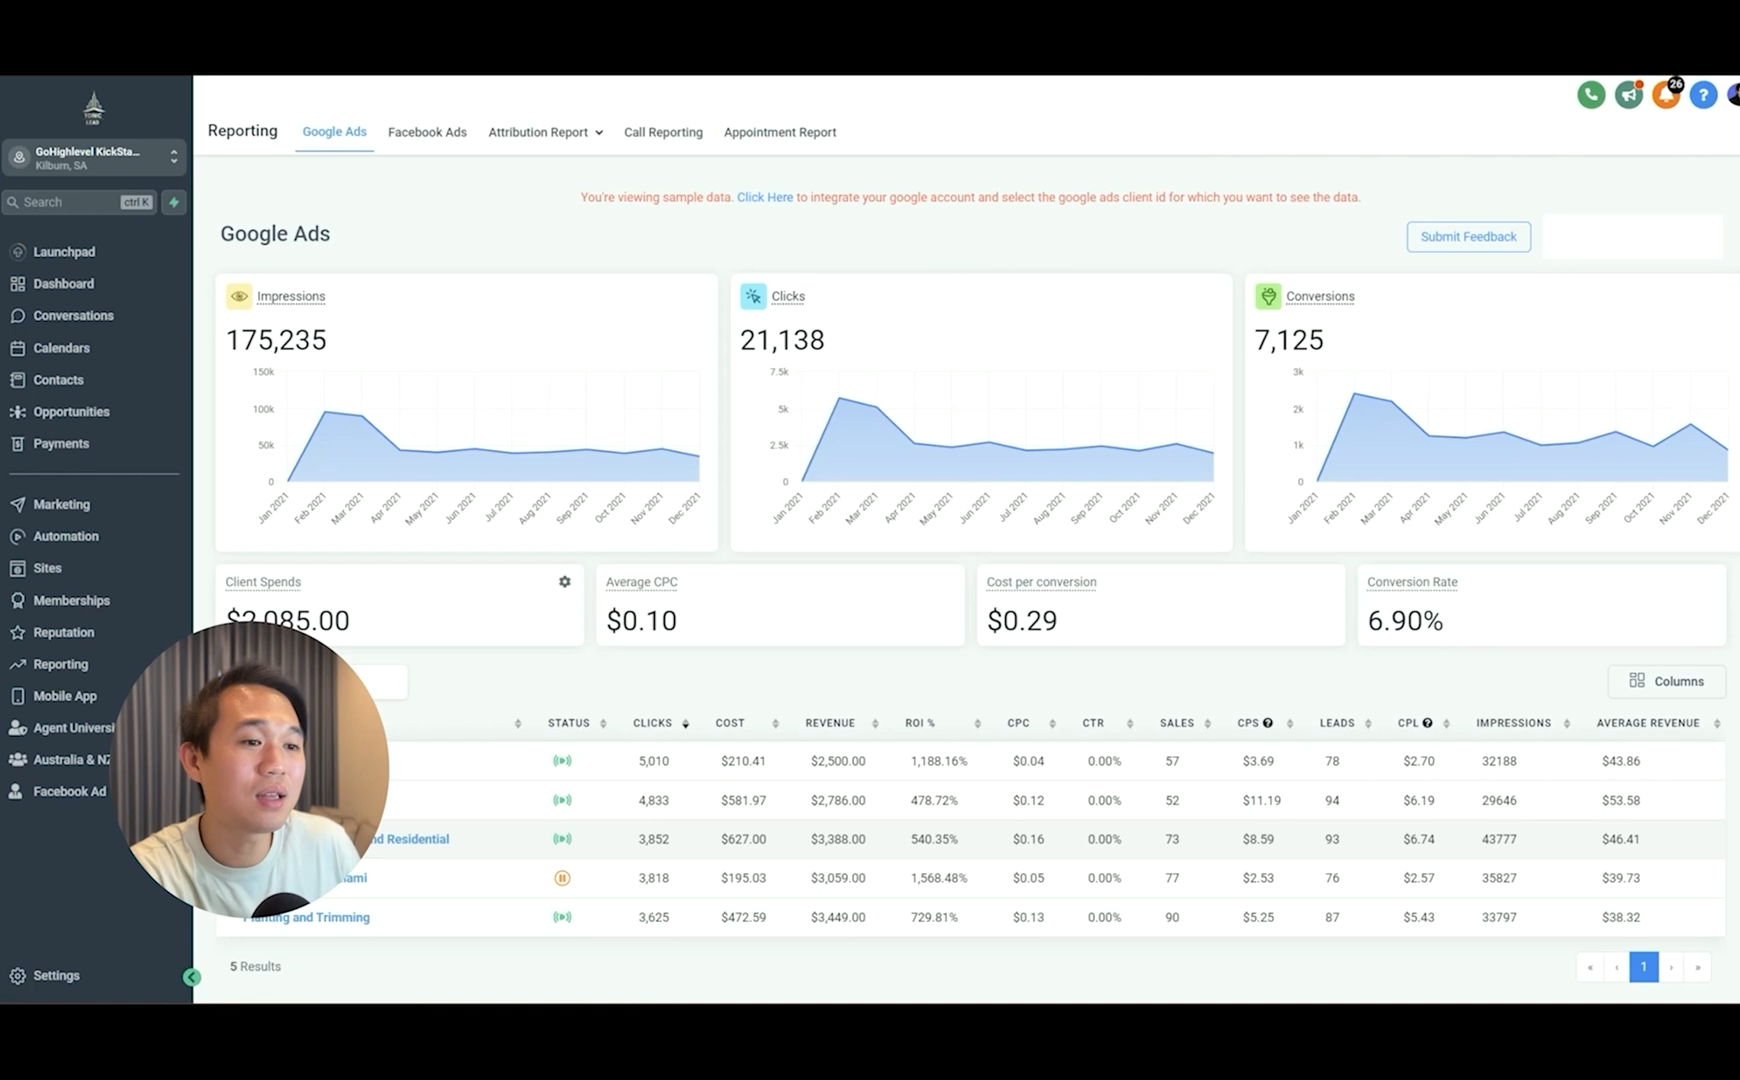 TONIC
LEAD
GoHighlevel KickSta...
Kilburn, SA
Search
ctrl K
Launchpad
Dashboard
Conversations
Calendars
Contacts
Opportunities
Payments
Marketing
Automation
Sites
Memberships
Reputation
Reporting
Mobile App
Agent Universi
Australia & NZ
Facebook Ad
Settings
Reporting
Google Ads
Facebook Ads
Attribution Report
Call Reporting
Appointment Report
26
?
You're viewing sample data. Click Here to integrate your google account and select the google ads client id for which you want to see the data.
Google Ads
Submit Feedback
Impressions
175,235
150k
100k
50k
0
Jan 2021 Feb 2021 Mar 2021 Apr 2021 May 2021 Jun 2021 Jul 2021 Aug 2021 Sep 2021 Oct 2021 Nov 2021 Dec 2021
Clicks
21,138
7.5k
5k
2.5k
0
Jan 2021 Feb 2021 Mar 2021 Apr 2021 May 2021 Jun 2021 Jul 2021 Aug 2021 Sep 2021 Oct 2021 Nov 2021 Dec 2021
Conversions
7,125
3k
2k
1k
0
Jan 2021 Feb 2021 Mar 2021 Apr 2021 May 2021 Jun 2021 Jul 2021 Aug 2021 Sep 2021 Oct 2021 Nov 2021 Dec 2021
Client Spends
085.00
Average CPC
$0.10
Cost per conversion
$0.29
Conversion Rate
6.90%
Columns
STATUS CLICKS COST REVENUE ROI % CPC CTR SALES CPS ? LEADS CPL ? IMPRESSIONS AVERAGE REVENUE
5,010 $210.41 $2,500.00 1,188.16% $0.04 0.00% 57 $3.69 78 $2.70 32188 $43.86
4,833 $581.97 $2,786.00 478.72% $0.12 0.00% 52 $11.19 94 $6.19 29646 $53.58
nd Residential 3,852 $627.00 $3,388.00 540.35% $0.16 0.00% 73 $8.59 93 $6.74 43777 $46.41
ami 3,818 $195.03 $3,059.00 1,568.48% $0.05 0.00% 77 $2.53 76 $2.57 35827 $39.73
Planting and Trimming 3,625 $472.59 $3,449.00 729.81% $0.13 0.00% 90 $5.25 87 $5.43 33797 $38.32
5 Results
« ‹ 1 › »